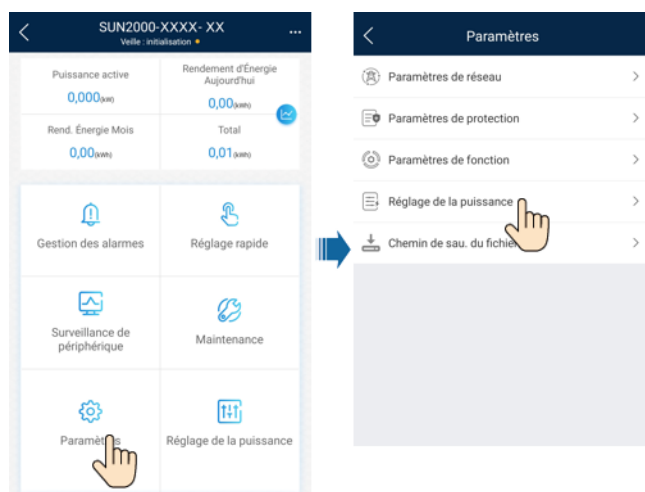 SUN2000-XXXX- XX
Veille : initialisation
Puissance active
0,000(kW)
Rendement d'Énergie
Aujourd'hui
0,00(kWh)
Rend. Énergie Mois
0,00(kWh)
Total
0,01(kWh)
Gestion des alarmes
Réglage rapide
Surveillance de
périphérique
Maintenance
Paramètres
Réglage de la puissance
Paramètres
Paramètres de réseau
Paramètres de protection
Paramètres de fonction
Réglage de la puissance
Chemin de sau. du fichier